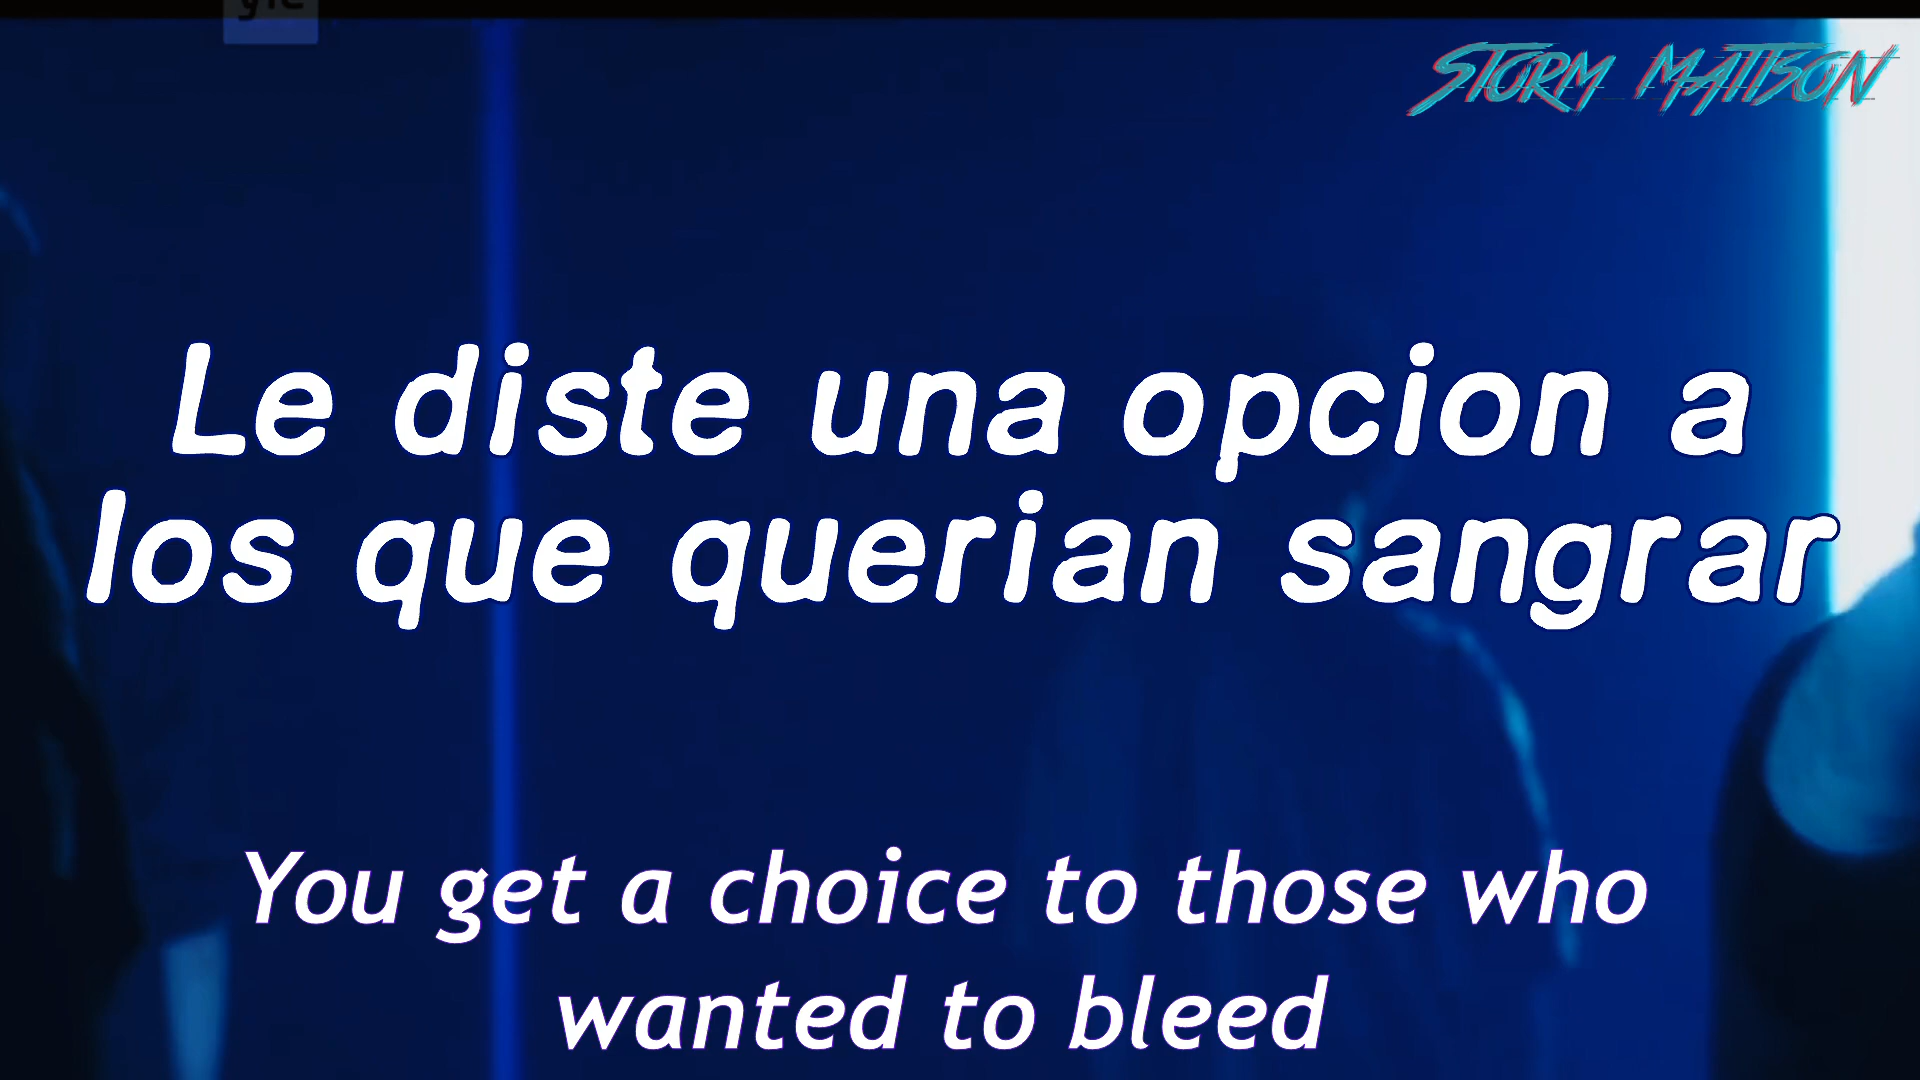 STORM MATTSON
Le diste una opcion a
los que querian sangrar
You get a choice to those who
wanted to bleed